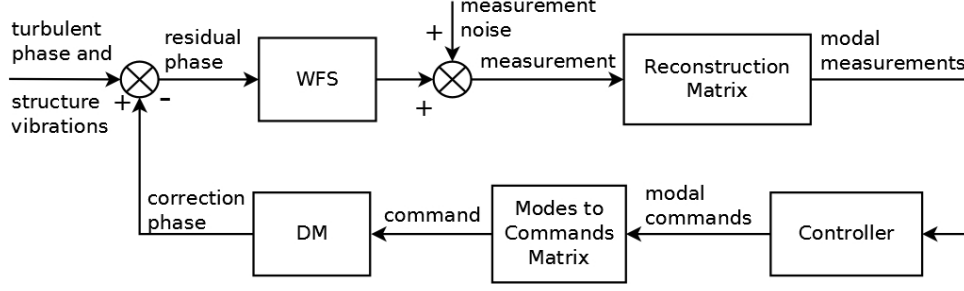 turbulent
phase and
structure
vibrations
+
-
residual
phase
WFS
measurement
noise
+
+
measurement
Reconstruction
Matrix
modal
measurements
correction
phase
DM
command
Modes to
Commands
Matrix
modal
commands
Controller